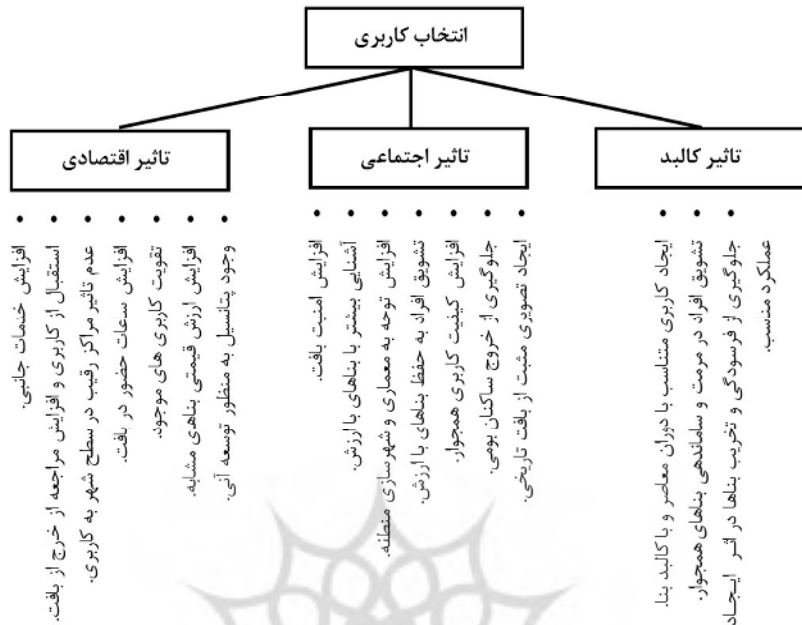 انتخاب کاربری
تاثیر کالبد
• ایجاد کاربری متناسب با دوران معاصر و با کالبد بنا.
• تشویق افراد در مرمت و ساماندهی بناهای همجوار.
• جلوگیری از فرسودگی و تخریب بناها در اثر ایجاد
عملکرد مناسب.
تاثیر اجتماعی
• افزایش امنیت بافت.
• آشنایی بیشتر با بناهای با ارزش.
• افزایش توجه به معماری و شهرسازی منطقه.
• تشویق افراد به حفظ بناهای با ارزش.
• افزایش کیفیت کاربری همجوار.
• جلوگیری از خروج ساکنان بومی.
• ایجاد تصویری مثبت از بافت تاریخی.
تاثیر اقتصادی
• افزایش خدمات جانبی.
• استقبال از کاربری و افزایش مراجعه از خرج از بافت.
• عدم تاثیر مراکز رقیب در سطح شهر به کاربری.
• افزایش ساعات حضور در بافت.
• تقویت کاربری های موجود.
• افزایش ارزش قیمتی بناهی مشابه.
• وجود پتانسیل به منظور توسعه آتی.